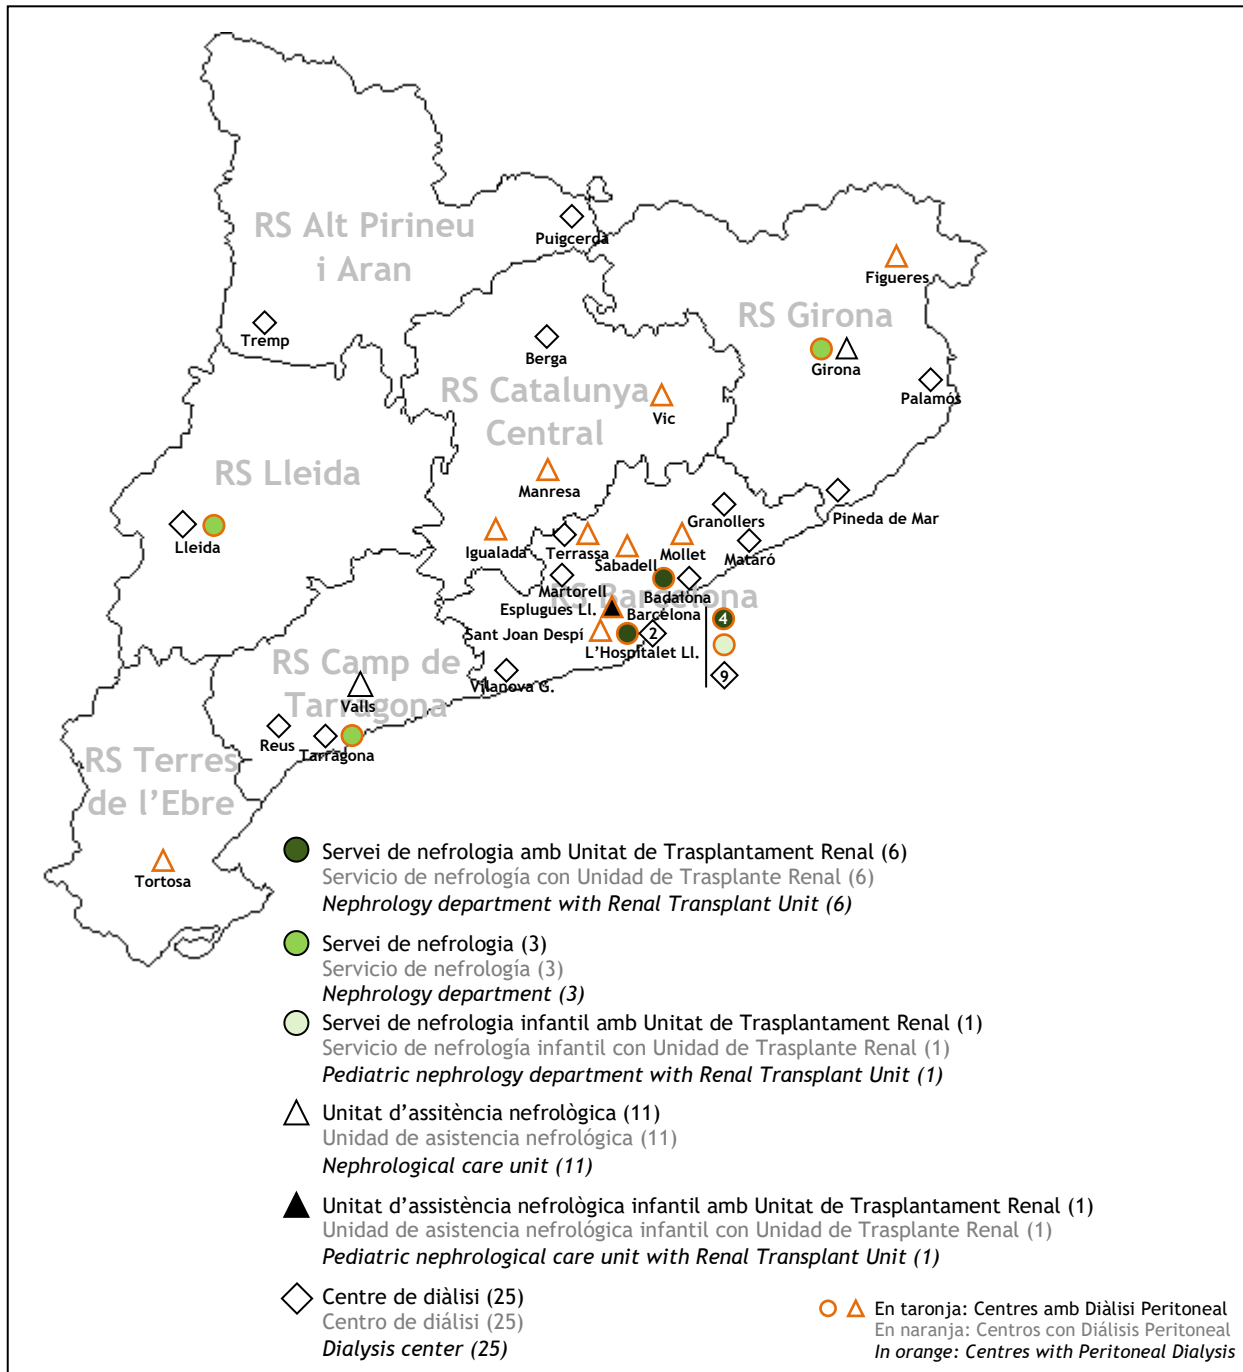 RS Alt Pirineu
i Aran
Puigcerdà
Figueres
RS Girona
Tremp
Berga
Girona
Palamós
RS Catalunya
Central
Vic
RS Lleida
Manresa
Lleida
Igualada
Terrassa
Sabadell
Mollet
Granollers
Mataró
Pineda de Mar
Martorell
Badalona
RS Barcelona
Esplugues Ll.
Barcelona
4
Sant Joan Despí
2
L'Hospitalet Ll.
9
RS Camp de
Tarragona
Vilanova G.
Valls
Reus
Tarragona
RS Terres
de l'Ebre
Tortosa
Servei de nefrologia amb Unitat de Trasplantament Renal (6)
Servicio de nefrología con Unidad de Trasplante Renal (6)
Nephrology department with Renal Transplant Unit (6)
Servei de nefrologia (3)
Servicio de nefrología (3)
Nephrology department (3)
Servei de nefrologia infantil amb Unitat de Trasplantament Renal (1)
Servicio de nefrología infantil con Unidad de Trasplante Renal (1)
Pediatric nephrology department with Renal Transplant Unit (1)
Unitat d'assitència nefrològica (11)
Unidad de asistencia nefrológica (11)
Nephrological care unit (11)
Unitat d'assistència nefrològica infantil amb Unitat de Trasplantament Renal (1)
Unidad de asistencia nefrológica infantil con Unidad de Trasplante Renal (1)
Pediatric nephrological care unit with Renal Transplant Unit (1)
Centre de diàlisi (25)
Centro de diálisi (25)
Dialysis center (25)
En taronja: Centres amb Diàlisi Peritoneal
En naranja: Centros con Diálisis Peritoneal
In orange: Centres with Peritoneal Dialysis